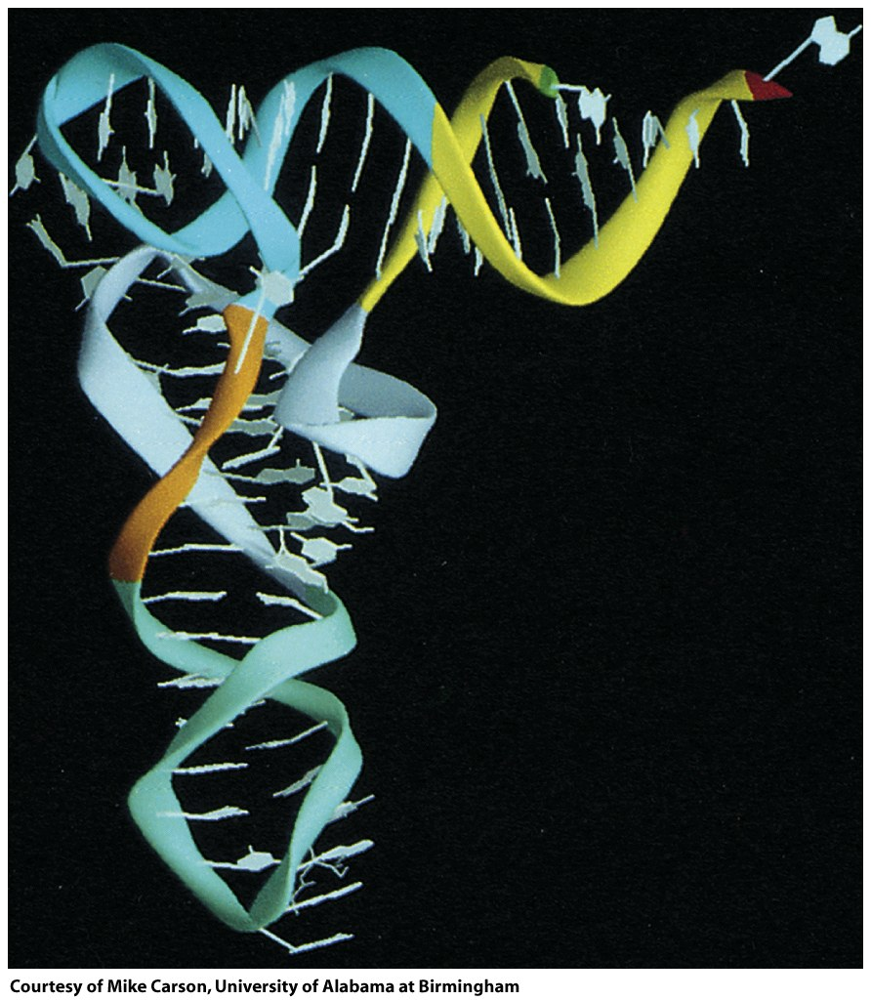 Courtesy of Mike Carson, University of Alabama at Birmingham